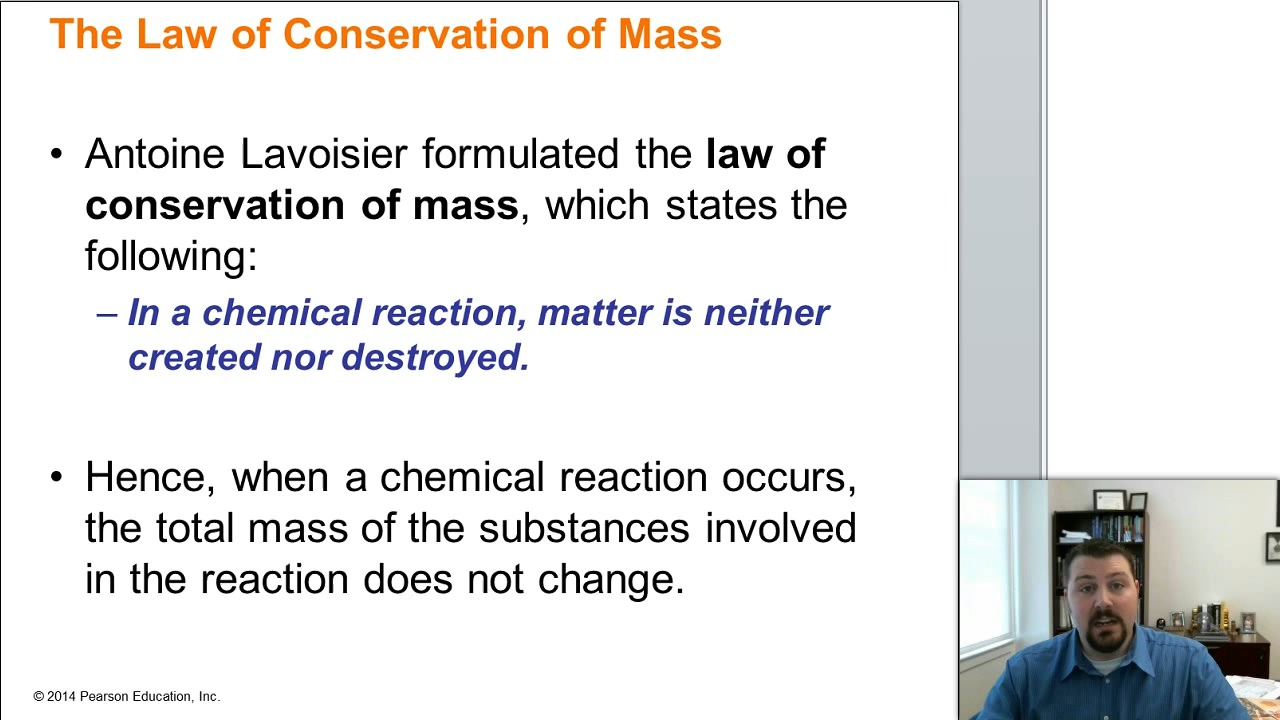 The Law of Conservation of Mass
• Antoine Lavoisier formulated the law of
conservation of mass, which states the
following:
– In a chemical reaction, matter is neither
created nor destroyed.
• Hence, when a chemical reaction occurs,
the total mass of the substances involved
in the reaction does not change.
© 2014 Pearson Education, Inc.